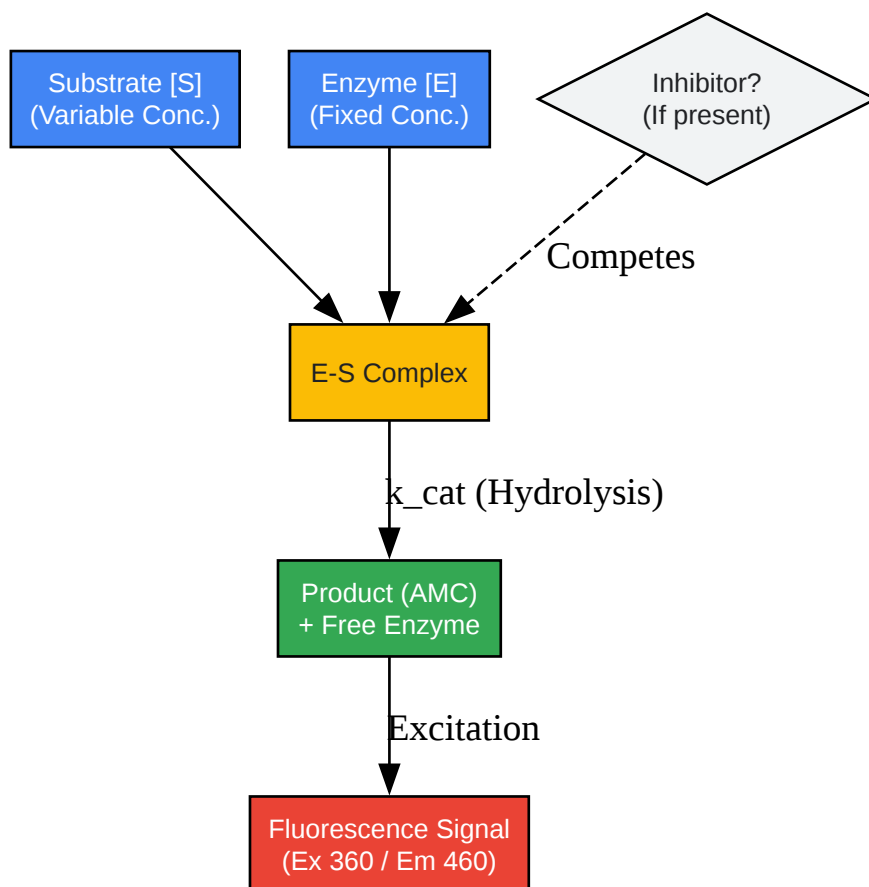 Substrate [S]
(Variable Conc.)
Enzyme [E]
(Fixed Conc.)
Inhibitor?
(If present)
Competes
E-S Complex
k_cat (Hydrolysis)
Product (AMC)
+ Free Enzyme
Excitation
Fluorescence Signal
(Ex 360 / Em 460)